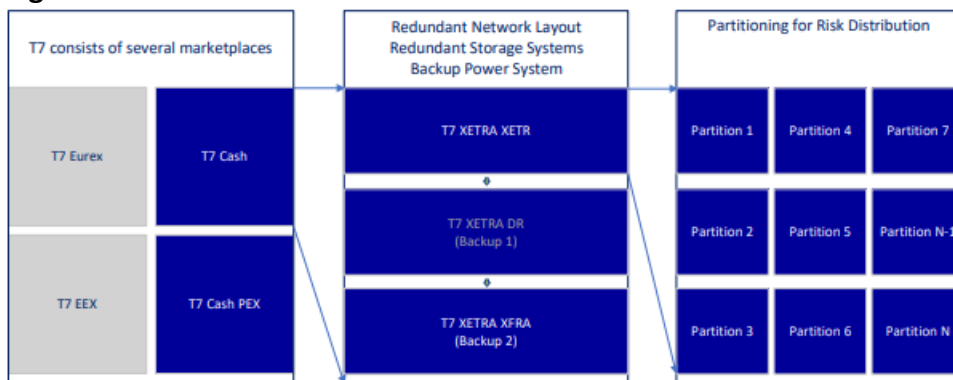 T7 consists of several marketplaces
T7 Eurex
T7 Cash
T7 EEX
T7 Cash PEX
Redundant Network Layout
Redundant Storage Systems
Backup Power System
T7 XETRA XETR
T7 XETRA DR
(Backup 1)
T7 XETRA XFRA
(Backup 2)
Partitioning for Risk Distribution
Partition 1
Partition 4
Partition 7
Partition 2
Partition 5
Partition N-1
Partition 3
Partition 6
Partition N